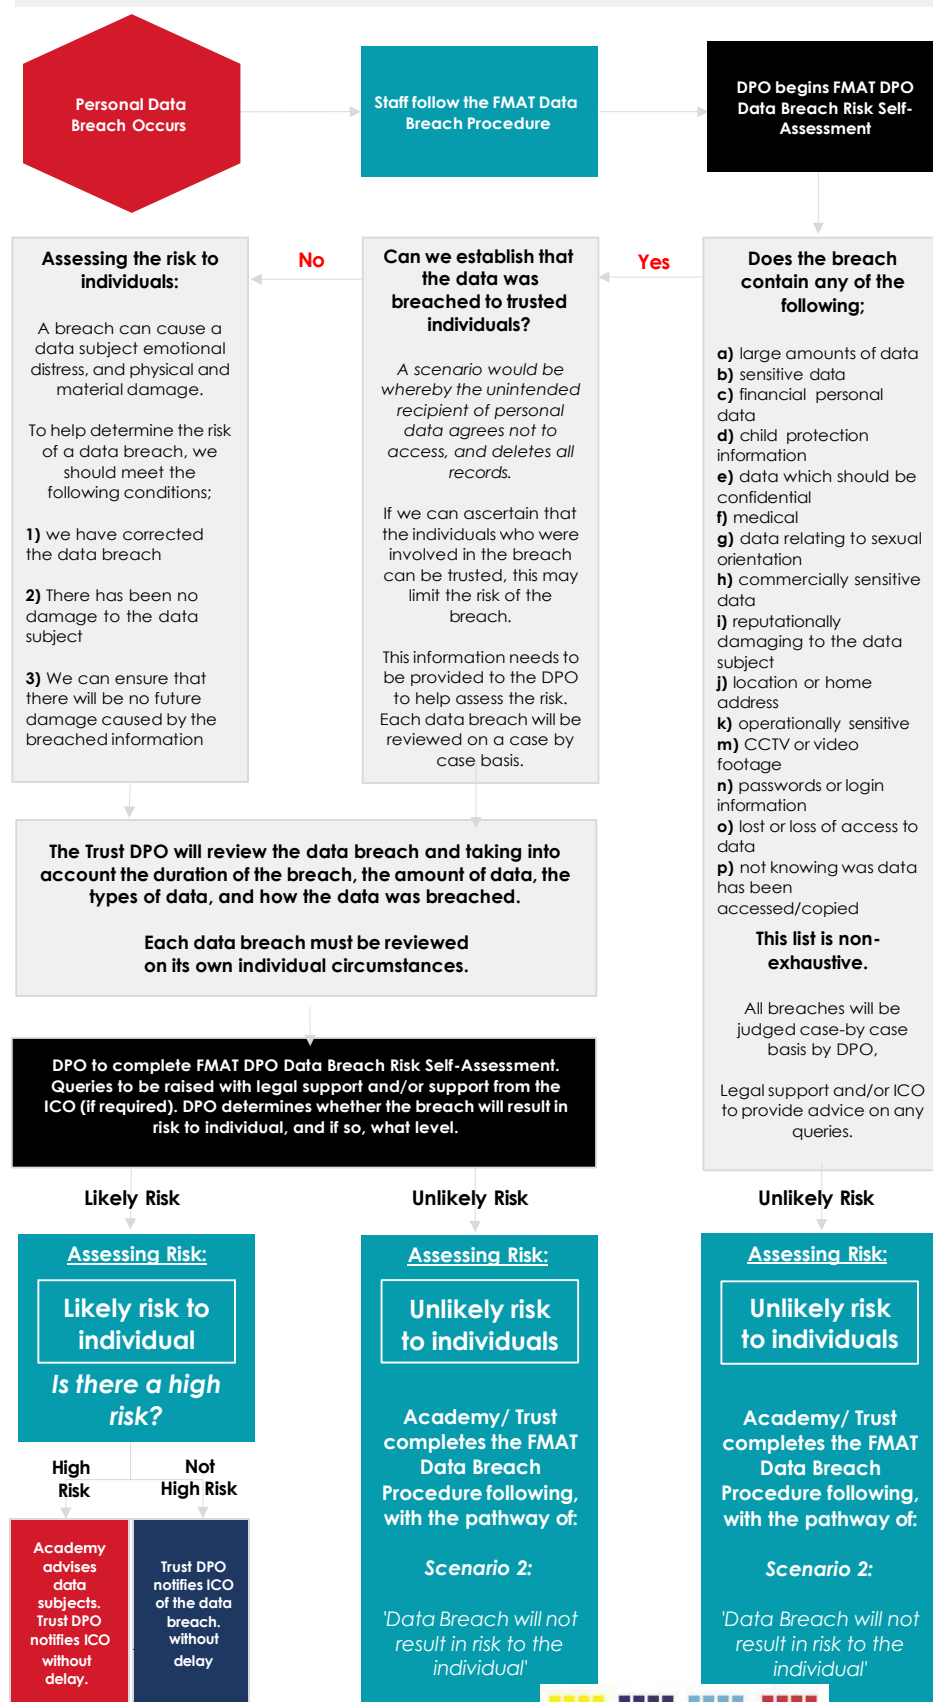 Personal Data
Breach Occurs
Staff follow the FMAT Data
Breach Procedure
DPO begins FMAT DPO
Data Breach Risk Self-
Assessment
Assessing the risk to
individuals:
A breach can cause a
data subject emotional
distress, and physical and
material damage.
To help determine the risk
of a data breach, we
should meet the
following conditions;
1) we have corrected
the data breach
2) There has been no
damage to the data
subject
3) We can ensure that
there will be no future
damage caused by the
breached information
No
Can we establish that
the data was
breached to trusted
individuals?
A scenario would be
whereby the unintended
recipient of personal
data agrees not to
access, and deletes all
records.
If we can ascertain that
the individuals who were
involved in the breach
can be trusted, this may
limit the risk of the
breach.
This information needs to
be provided to the DPO
to help assess the risk.
Each data breach will be
reviewed on a case by
case basis.
Yes
Does the breach
contain any of the
following;
a) large amounts of data
b) sensitive data
c) financial personal
data
d) child protection
information
e) data which should be
confidential
f) medical
g) data relating to sexual
orientation
h) commercially sensitive
data
i) reputationally
damaging to the data
subject
j) location or home
address
k) operationally sensitive
m) CCTV or video
footage
n) passwords or login
information
o) lost or loss of access to
data
p) not knowing was data
has been
accessed/copied
This list is non-
exhaustive.
All breaches will be
judged case-by case
basis by DPO,
Legal support and/or ICO
to provide advice on any
queries.
The Trust DPO will review the data breach and taking into
account the duration of the breach, the amount of data, the
types of data, and how the data was breached.
Each data breach must be reviewed
on its own individual circumstances.
DPO to complete FMAT DPO Data Breach Risk Self-Assessment.
Queries to be raised with legal support and/or support from the
ICO (if required). DPO determines whether the breach will result in
risk to individual, and if so, what level.
Likely Risk
Unlikely Risk
Unlikely Risk
Assessing Risk:
Likely risk to
individual
Is there a high
risk?
High
Risk
Not
High Risk
Academy
advises
data
subjects.
Trust DPO
notifies ICO
without
delay.
Trust DPO
notifies ICO
of the data
breach.
without
delay
Assessing Risk:
Unlikely risk
to individuals
Academy/ Trust
completes the FMAT
Data Breach
Procedure following,
with the pathway of:
Scenario 2:
'Data Breach will not
result in risk to the
individual'
Assessing Risk:
Unlikely risk
to individuals
Academy/ Trust
completes the FMAT
Data Breach
Procedure following,
with the pathway of:
Scenario 2:
'Data Breach will not
result in risk to the
individual'